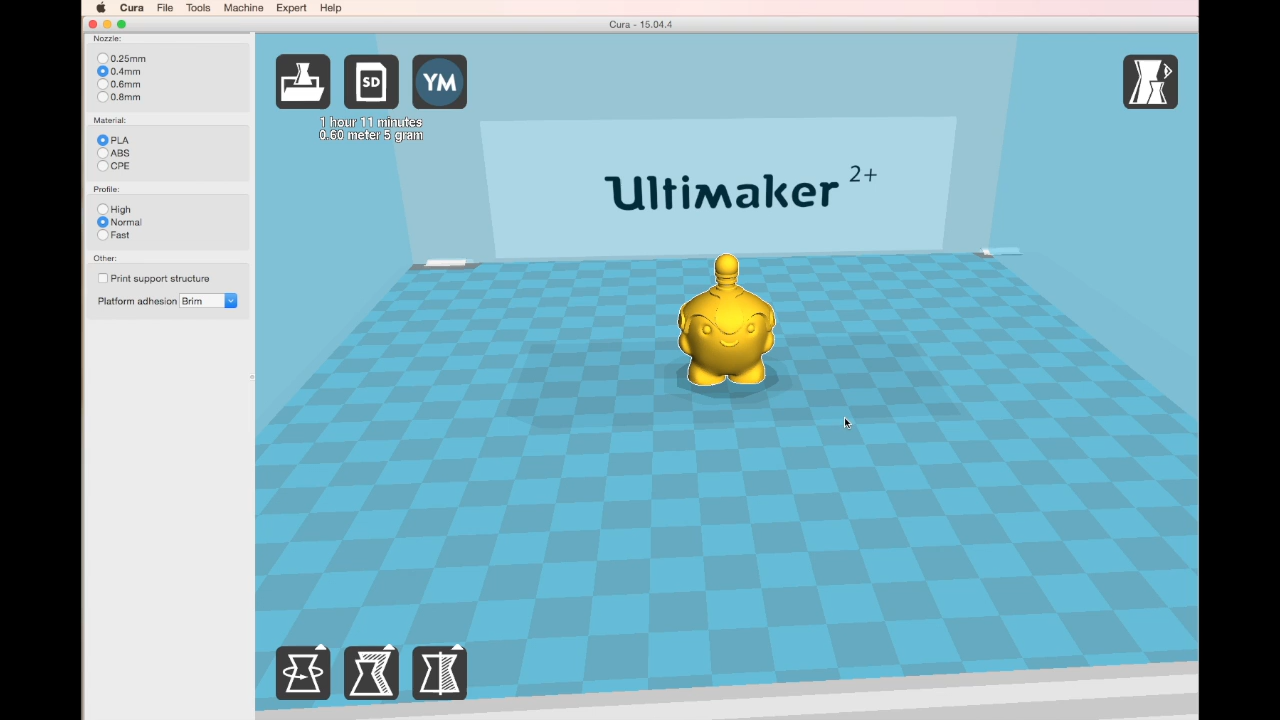 Cura File Tools Machine Expert Help
Cura - 15.04.4
Nozzle:
0.25mm
0.4mm
0.6mm
0.8mm
Material:
PLA
ABS
CPE
Profile:
High
Normal
Fast
Other:
Print support structure
Platform adhesion Brim
SD
YM
1 hour 11 minutes
0.60 meter 5 gram
Ultimaker 2+